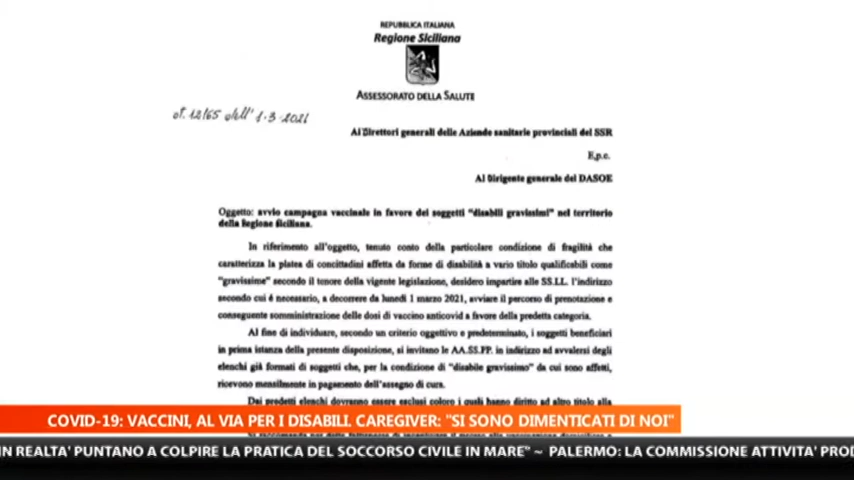 REPUBBLICA ITALIANA
Regione Siciliana
ASSESSORATO DELLA SALUTE
n. 12165 dell' 1.3.2021
Ai Direttori generali delle Aziende sanitarie provinciali del SSR
E.p.c.
Al Dirigente generale del DASOE
Oggetto: avvio campagna vaccinale in favore dei soggetti "disabili gravissimi" nel territorio
della Regione Siciliana.
In riferimento all'oggetto, tenuto conto della particolare condizione di fragilità che
caratterizza la platea di concittadini affetta da forme di disabilità a vario titolo qualificabili come
"gravissime" secondo il tenore della vigente legislazione, desidero impartire alle SS.LL. l'indirizzo
secondo cui é necessario, a decorrere da lunedi 1 marzo 2021, avviare il percorso di prenotazione e
conseguente somministrazione delle dosi di vaccino anticovid a favore della predetta categoria.
Al fine di individuare, secondo un criterio oggettivo e predeterminato, i soggetti beneficiari
in prima istanza della presente disposizione, si invitano le AA.SS.PP. in indirizzo ad avvalersi degli
elenchi già formati di soggetti che, per la condizione di "disabile gravissimo" da cui sono affetti,
ricevono mensilmente in pagamento dell'assegno di cura.
Dai predetti elenchi dovranno essere esclusi coloro i quali hanno diritto ad altro titolo alla
COVID-19: VACCINI, AL VIA PER I DISABILI. CAREGIVER: "SI SONO DIMENTICATI DI NOI"
IN REALTA' PUNTANO A COLPIRE LA PRATICA DEL SOCCORSO CIVILE IN MARE" ~ PALERMO: LA COMMISSIONE ATTIVITA' PROD